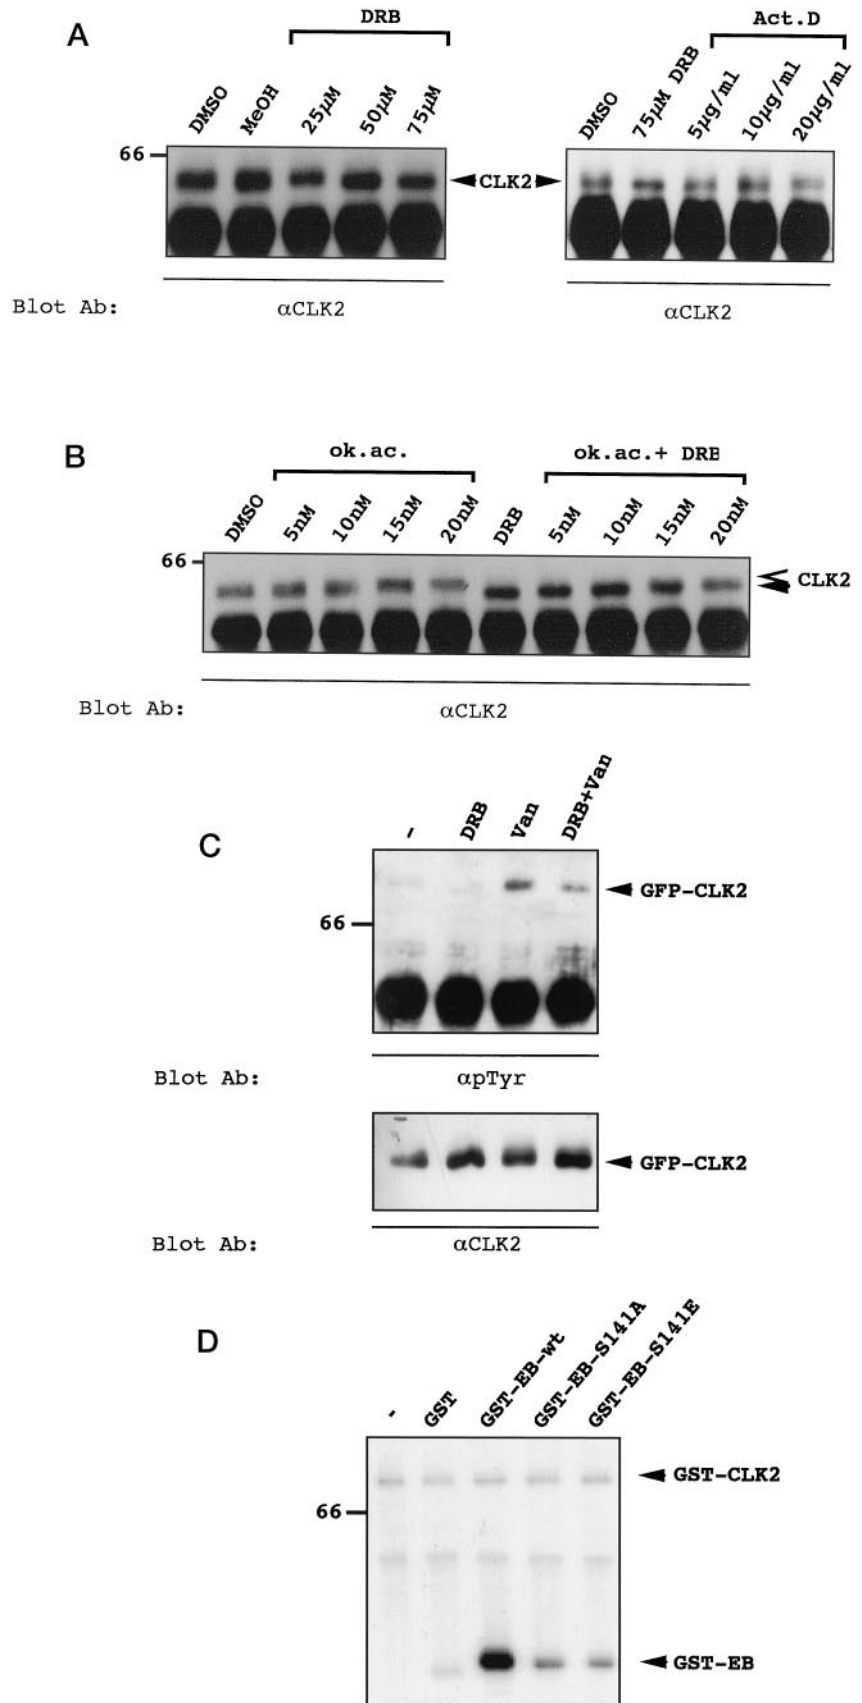 A
DRB
Act.D
DMSO MeOH 25µM 50µM 75µM
DMSO 75µM DRB 5µg/ml 10µg/ml 20µg/ml
66
CLK2
Blot Ab: αCLK2 αCLK2
B
ok.ac. ok.ac.+ DRB
DMSO 5nM 10nM 15nM 20nM DRB 5nM 10nM 15nM 20nM
66
CLK2
Blot Ab: αCLK2
C
- DRB Van DRB+Van
GFP-CLK2
66
Blot Ab: αpTyr
GFP-CLK2
Blot Ab: αCLK2
D
- GST GST-EB-wt GST-EB-S141A GST-EB-S141E
GST-CLK2
66
GST-EB